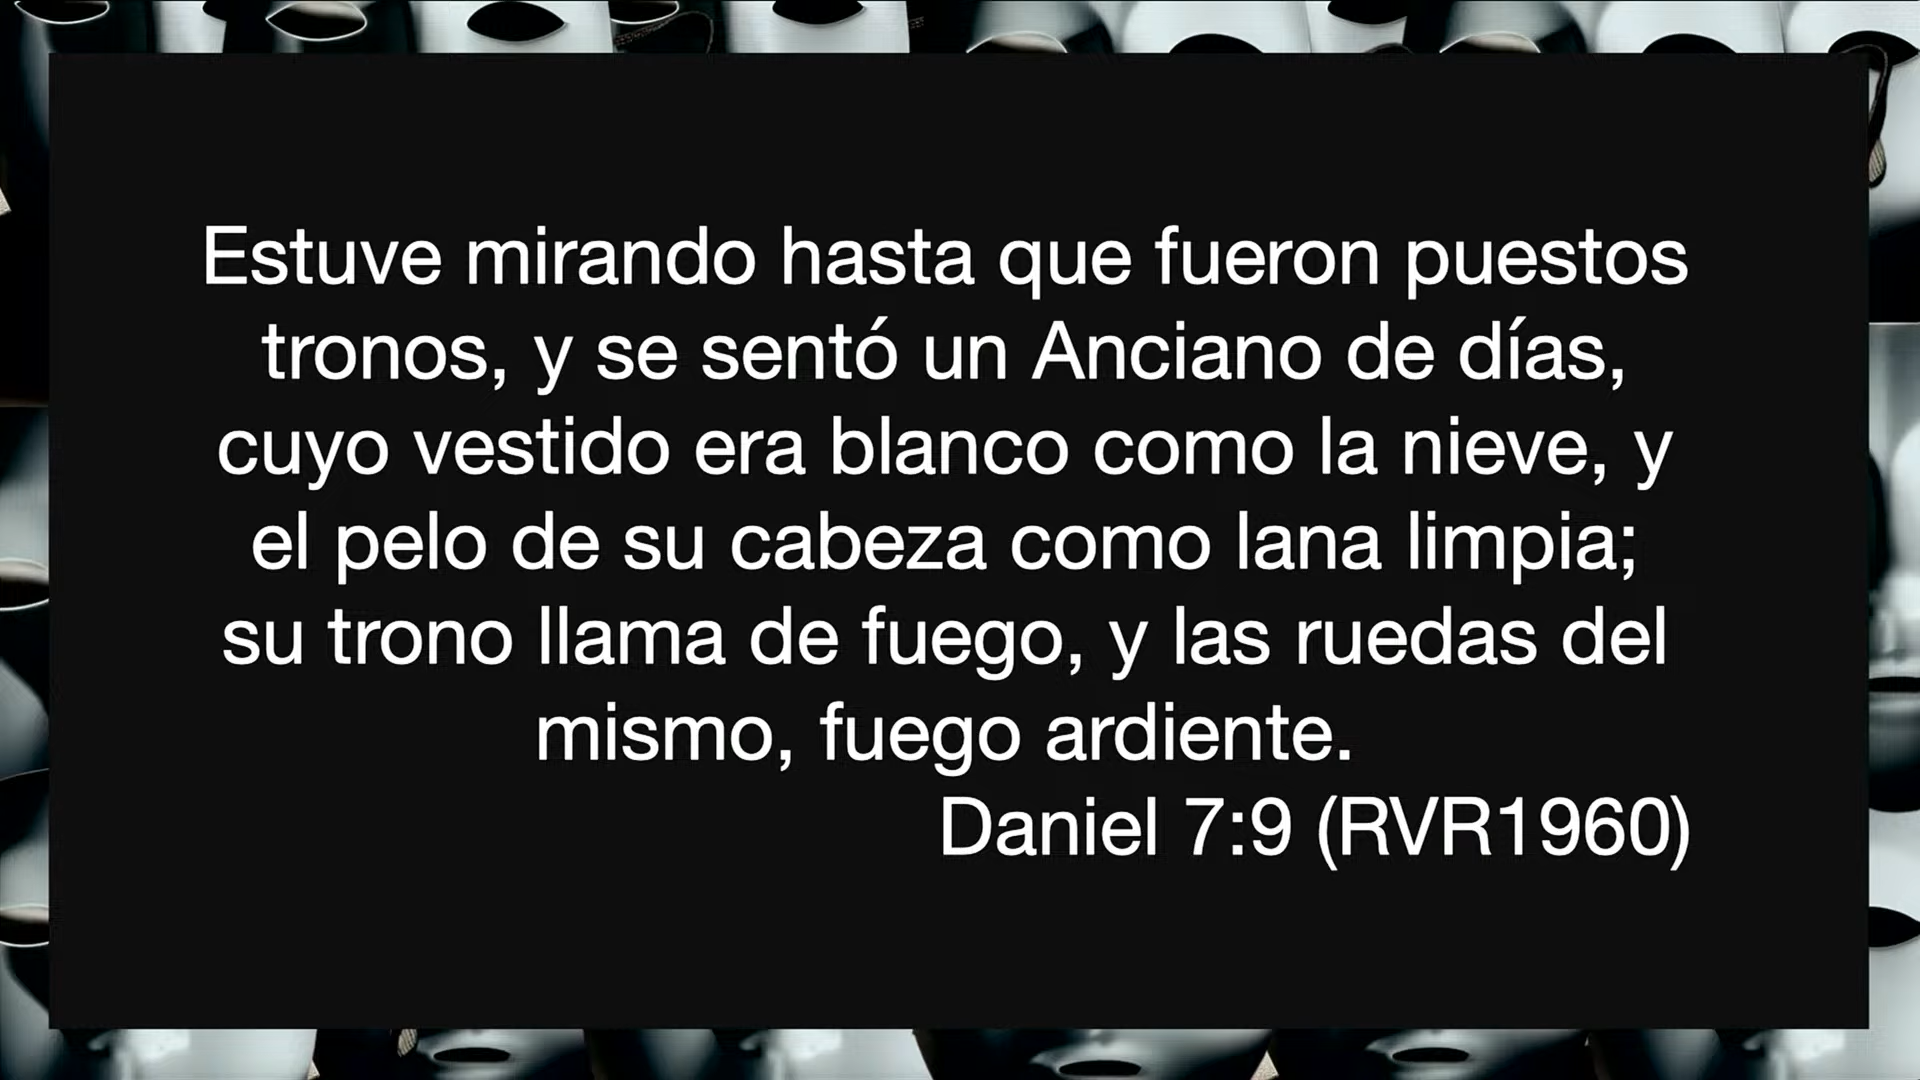 Estuve mirando hasta que fueron puestos
tronos, y se sentó un Anciano de días,
cuyo vestido era blanco como la nieve, y
el pelo de su cabeza como lana limpia;
su trono llama de fuego, y las ruedas del
mismo, fuego ardiente.
Daniel 7:9 (RVR1960)